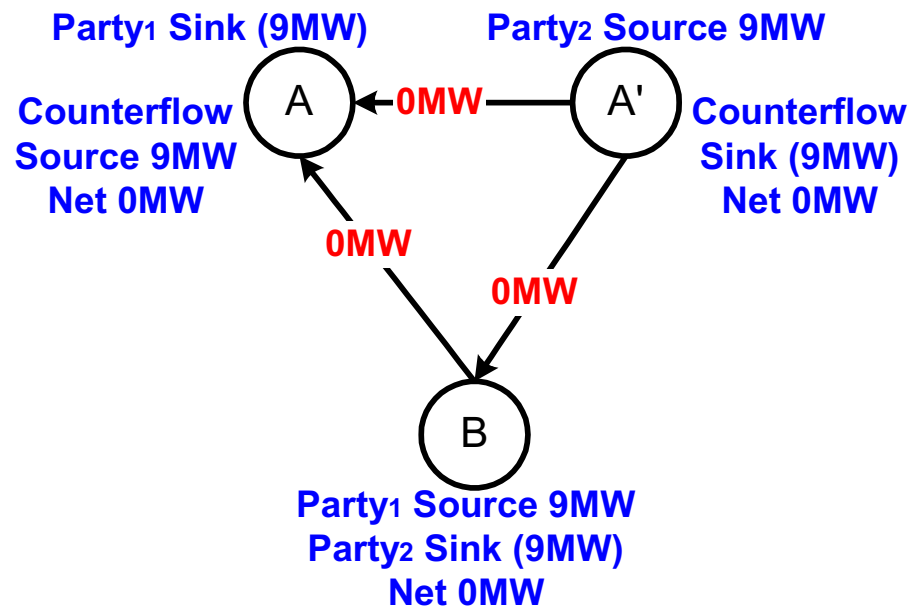 Party1 Sink (9MW)
Party2 Source 9MW
A
0MW
A'
Counterflow
Source 9MW
Net 0MW
Counterflow
Sink (9MW)
Net 0MW
0MW
0MW
B
Party1 Source 9MW
Party2 Sink (9MW)
Net 0MW